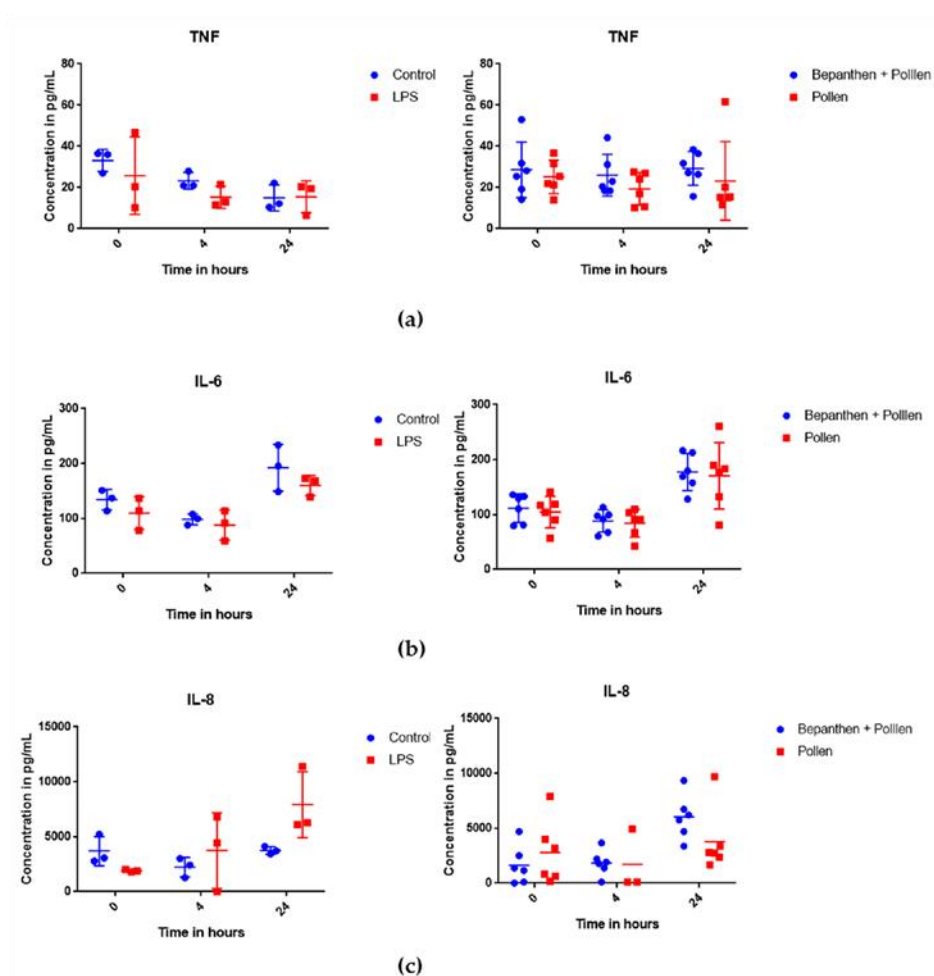 TNF
Concentration in pg/mL
80
60
40
20
0
0
4
24
Time in hours
Control
LPS
TNF
Concentration in pg/mL
80
60
40
20
0
0
4
24
Time in hours
Bepanthen + Polllen
Pollen
(a)
IL-6
Concentration in pg/mL
300
200
100
0
0
4
24
Time in hours
Control
LPS
IL-6
Concentration in pg/mL
300
200
100
0
0
4
24
Time in hours
Bepanthen + Polllen
Pollen
(b)
IL-8
Concentration in pg/mL
15000
10000
5000
0
0
4
24
Time in hours
Control
LPS
IL-8
Concentration in pg/mL
15000
10000
5000
0
0
4
24
Time in hours
Bepanthen + Polllen
Pollen
(c)